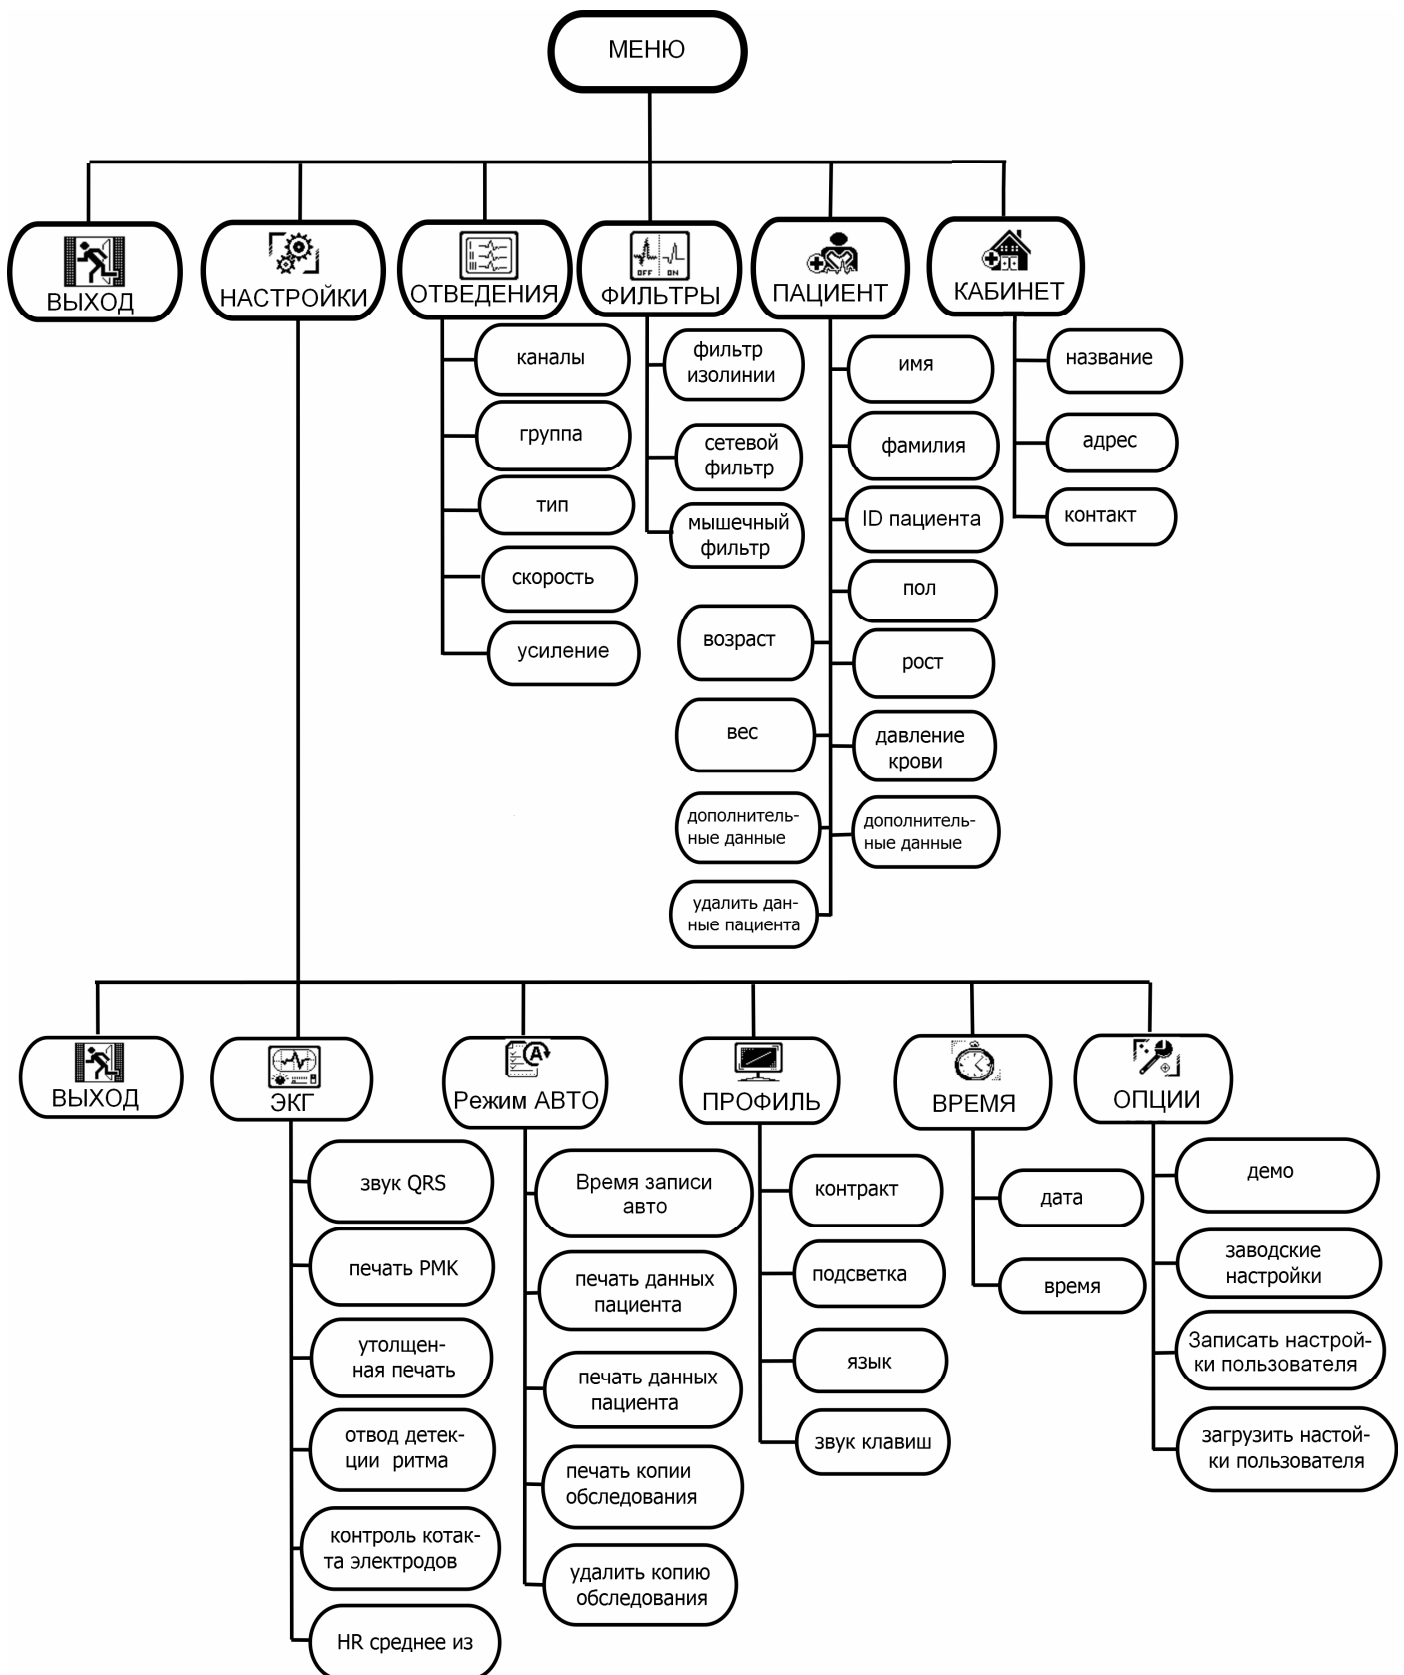 МЕНЮ
ВЫХОД
НАСТРОЙКИ
ОТВЕДЕНИЯ
OFF ON
ФИЛЬТРЫ
ПАЦИЕНТ
КАБИНЕТ
каналы
группа
тип
скорость
усиление
фильтр
изолинии
сетевой
фильтр
мышечный
фильтр
имя
фамилия
ID пациента
пол
возраст
рост
вес
давление
крови
дополнитель-
ные данные
дополнитель-
ные данные
удалить дан-
ные пациента
название
адрес
контакт
ВЫХОД
ЭКГ
A
Режим АВТО
ПРОФИЛЬ
ВРЕМЯ
ОПЦИИ
звук QRS
печать РМК
утолщен-
ная печать
отвод детек-
ции ритма
контроль котак-
та электродов
HR среднее из
Время записи
авто
печать данных
пациента
печать данных
пациента
печать копии
обследования
удалить копию
обследования
контракт
подсветка
язык
звук клавиш
дата
время
демо
заводские
настройки
Записать настрой-
ки пользователя
загрузить настой-
ки пользователя